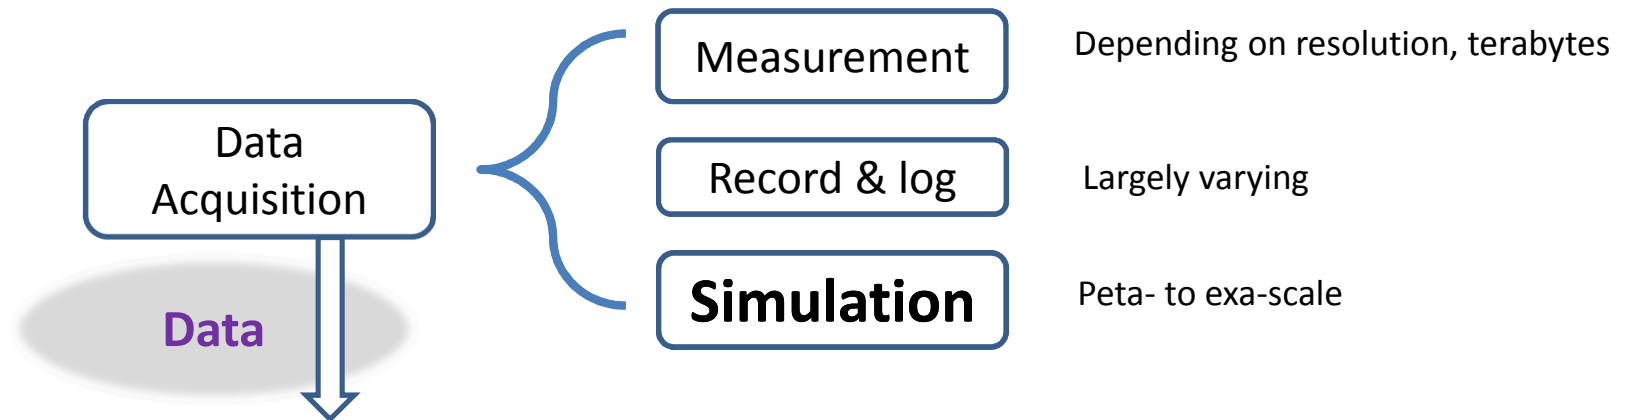 Data
Acquisition
Data
Measurement
Depending on resolution, terabytes
Record & log
Largely varying
Simulation
Peta- to exa-scale